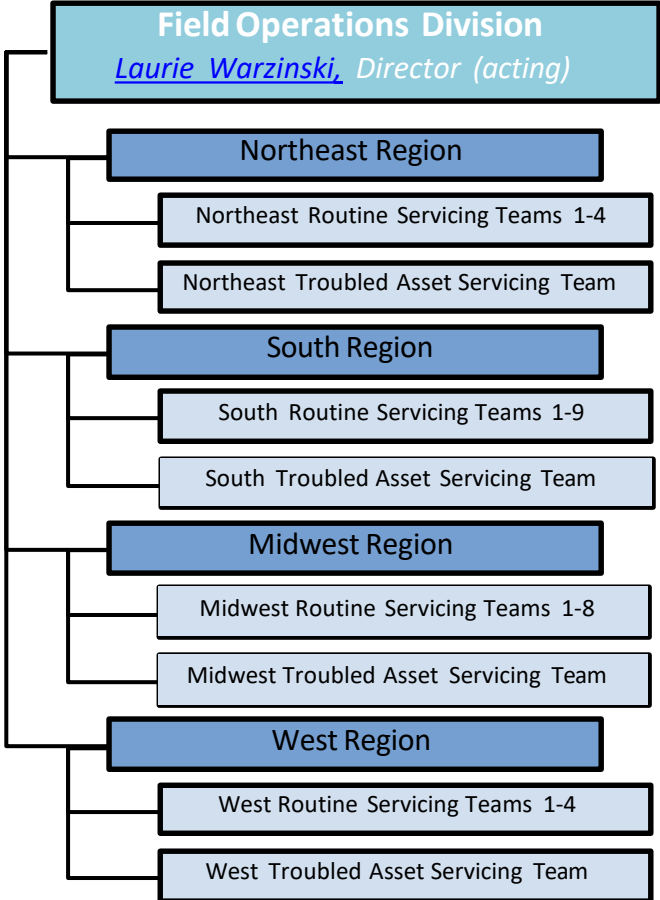 Field Operations Division
Laurie Warzinski, Director (acting)
Northeast Region
Northeast Routine Servicing Teams 1-4
Northeast Troubled Asset Servicing Team
South Region
South Routine Servicing Teams 1-9
South Troubled Asset Servicing Team
Midwest Region
Midwest Routine Servicing Teams 1-8
Midwest Troubled Asset Servicing Team
West Region
West Routine Servicing Teams 1-4
West Troubled Asset Servicing Team